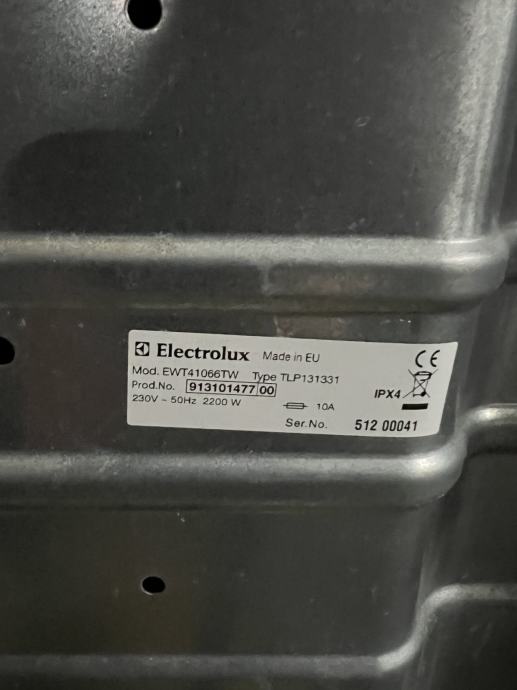 Electrolux Made in EU
CE
Mod. EWT41066TW Type TLP131331
Prod.No. 913101477 00
IPX4
230V ~ 50Hz 2200 W 10A
Ser.No. 512 00041